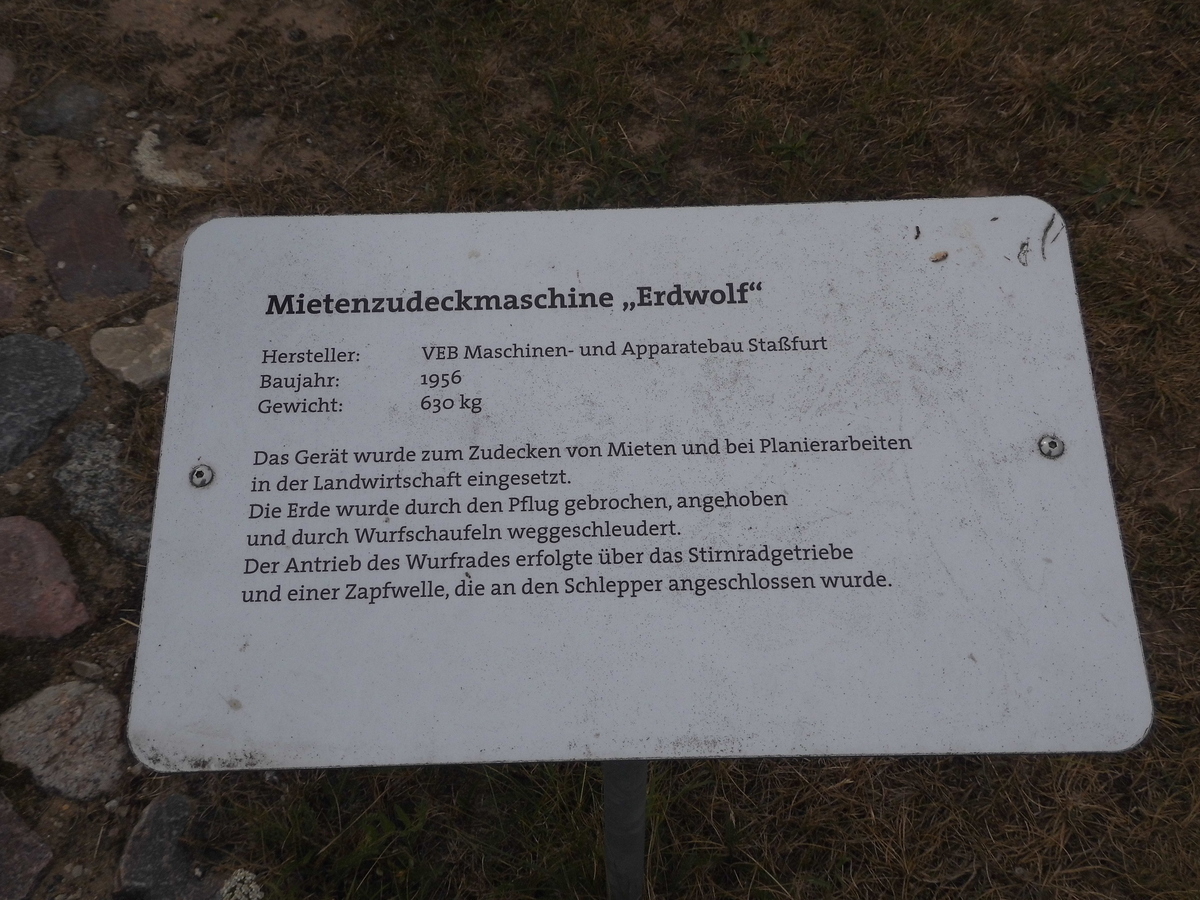 Mietenzudeckmaschine „Erdwolf“
Hersteller: VEB Maschinen- und Apparatebau Staßfurt
Baujahr: 1956
Gewicht: 630 kg
Das Gerät wurde zum Zudecken von Mieten und bei Planierarbeiten
in der Landwirtschaft eingesetzt.
Die Erde wurde durch den Pflug gebrochen, angehoben
und durch Wurfschaufeln weggeschleudert.
Der Antrieb des Wurfrades erfolgte über das Stirnradgetriebe
und einer Zapfwelle, die an den Schlepper angeschlossen wurde.